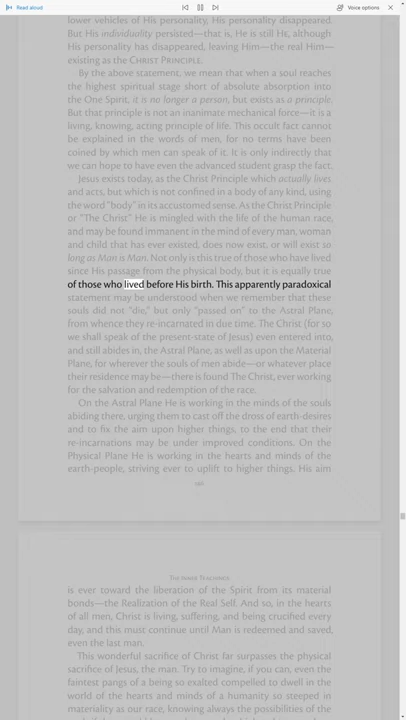 Read aloud
Voice options
lower vehicles of His personality, His personality disappeared.
But His individuality persisted—that is, He is still He, although
His personality has disappeared, leaving Him—the real Him—
existing as the CHRIST PRINCIPLE.
By the above statement, we mean that when a soul reaches
the highest spiritual stage short of absolute absorption into
the One Spirit, it is no longer a person, but exists as a principle.
But that principle is not an inanimate mechanical force—it is a
living, knowing, acting principle of life. This occult fact cannot
be explained in the words of men, for no terms have been
coined by which men can speak of it. It is only indirectly that
we can hope to have even the advanced student grasp the fact.
Jesus exists today, as the Christ Principle which actually lives
and acts, but which is not confined in a body of any kind, using
the word “body” in its accustomed sense. As the Christ Principle
or “The Christ” He is mingled with the life of the human race,
and may be found immanent in the mind of every man, woman
and child that has ever existed, does now exist, or will exist so
long as Man is Man. Not only is this true of those who have lived
since His passage from the physical body, but it is equally true
of those who lived before His birth. This apparently paradoxical
statement may be understood when we remember that these
souls did not “die,” but only “passed on” to the Astral Plane,
from whence they re-incarnated in due time. The Christ (for so
we shall speak of the present-state of Jesus) even entered into,
and still abides in, the Astral Plane, as well as upon the Material
Plane, for wherever the souls of men abide—or whatever place
their residence may be—there is found The Christ, ever working
for the salvation and redemption of the race.
On the Astral Plane He is working in the minds of the souls
abiding there, urging them to cast off the dross of earth-desires
and to fix the aim upon higher things, to the end that their
re-incarnations may be under improved conditions. On the
Physical Plane He is working in the hearts and minds of the
earth-people, striving ever to uplift to higher things. His aim
THE INNER TEACHINGS
is ever toward the liberation of the Spirit from its material
bonds—the Realization of the Real Self. And so, in the hearts
of all men, Christ is living, suffering, and being crucified every
day, and this must continue until Man is redeemed and saved,
even the last man.
This wonderful sacrifice of Christ far surpasses the physical
sacrifice of Jesus, the man. Try to imagine, if you can, even the
faintest pangs of a being so exalted compelled to dwell in the
world of the hearts and minds of a humanity so steeped in
materiality as our race, knowing always the possibilities of the